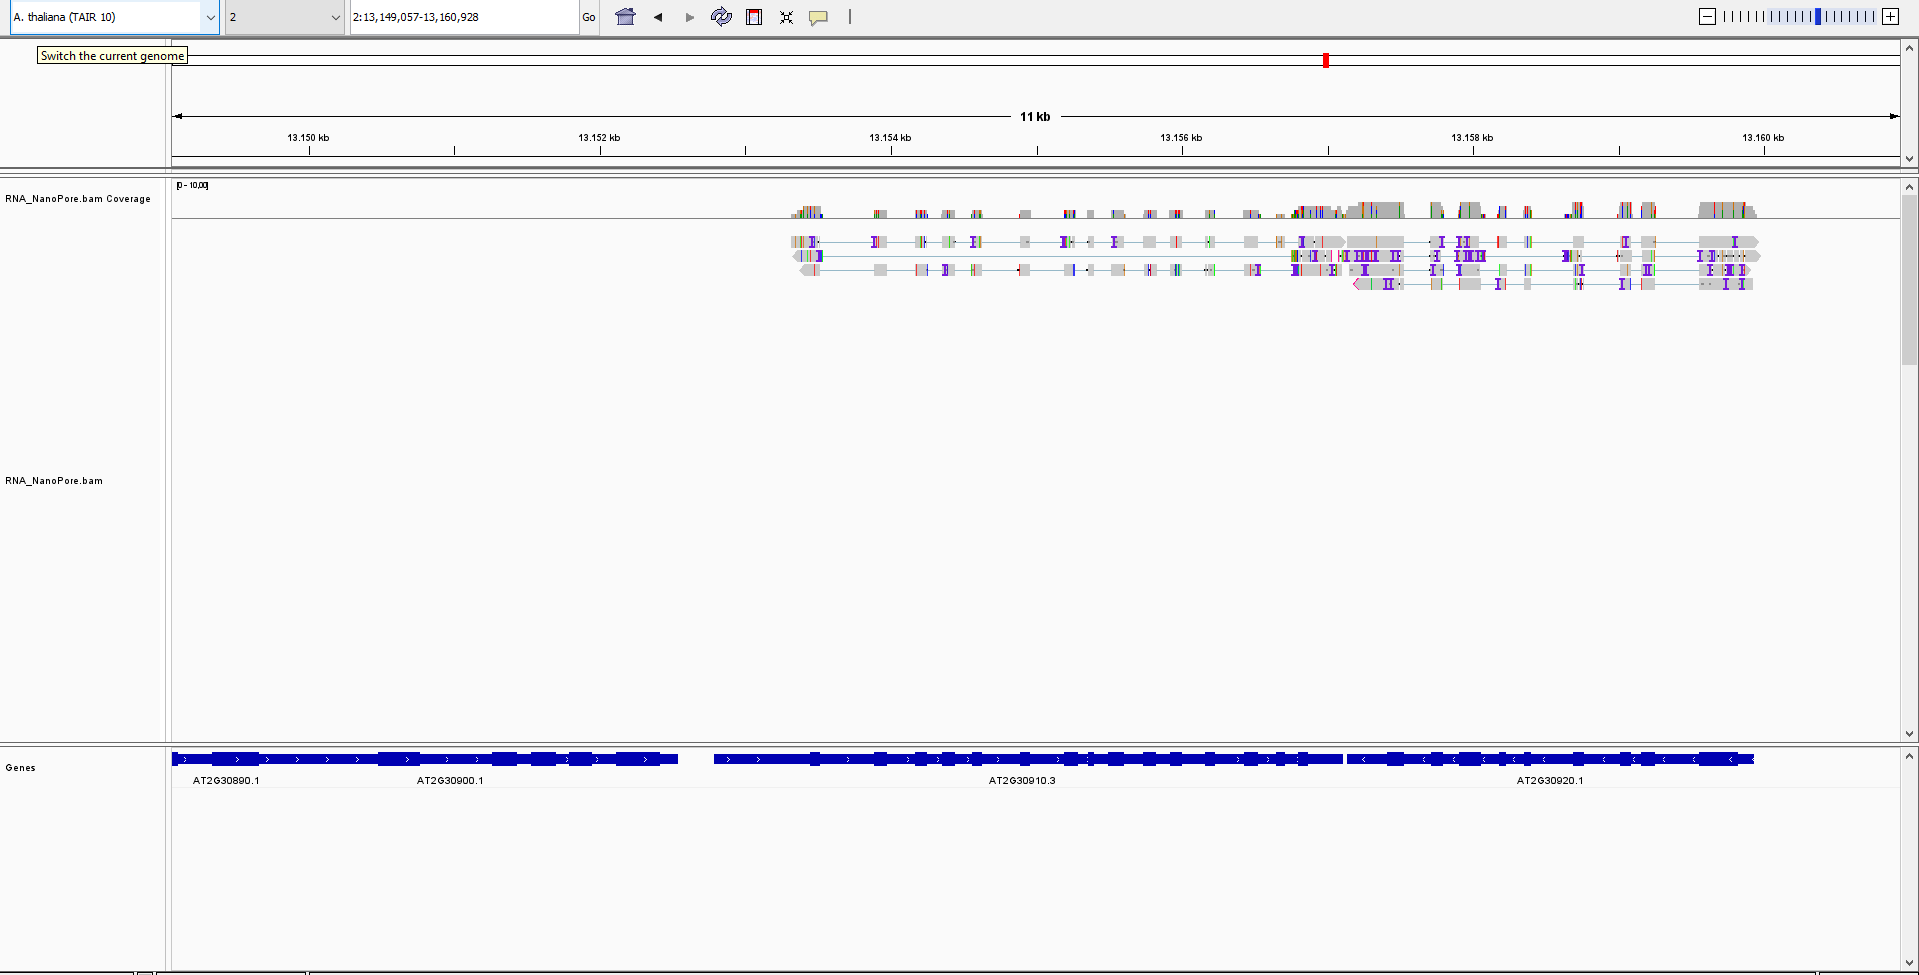 A. thaliana (TAIR 10) 2 2:13,149,057-13,160,928 Go
Switch the current genome
11 kb
13.150 kb 13.152 kb 13.154 kb 13.156 kb 13.158 kb 13.160 kb
[0 - 10,00]
RNA_NanoPore.bam Coverage
RNA_NanoPore.bam
Genes
AT2G30890.1 AT2G30900.1 AT2G30910.3 AT2G30920.1